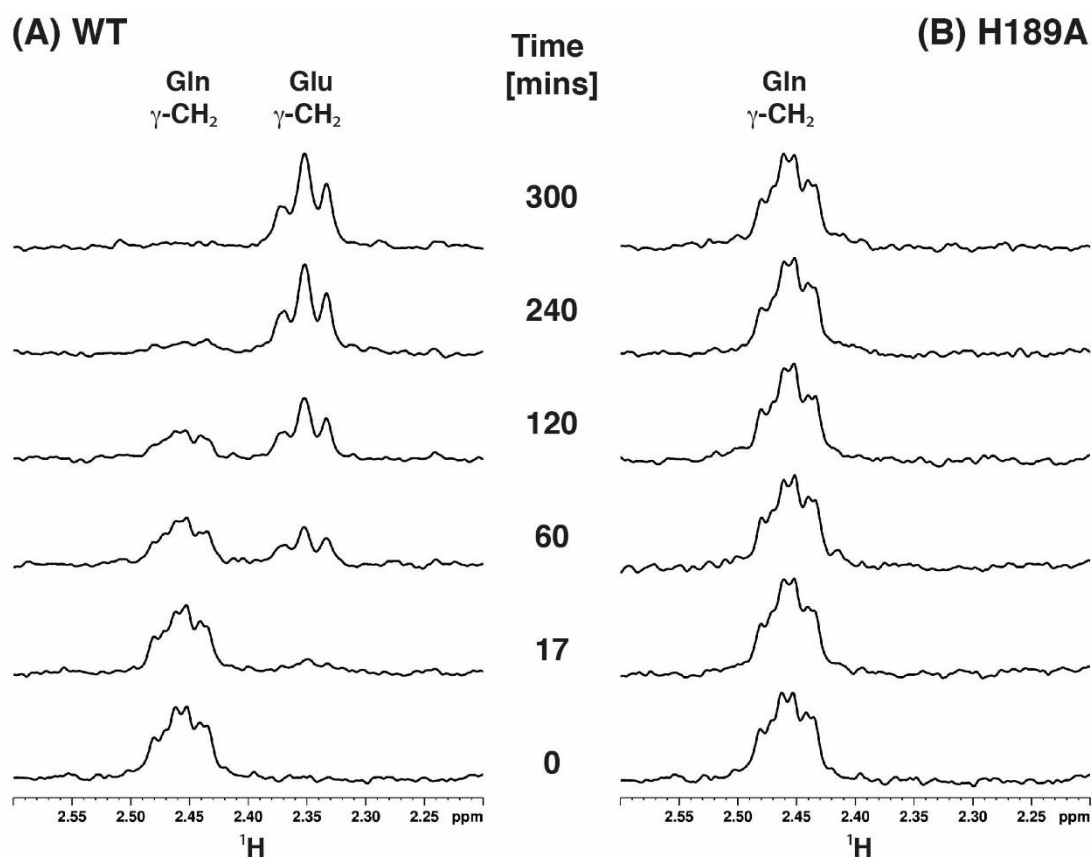 (A) WT
Time
[mins]
(B) H189A
Gln
γ-CH₂
Glu
γ-CH₂
Gln
γ-CH₂
300
240
120
60
17
0
2.55 2.50 2.45 2.40 2.35 2.30 2.25 ppm
¹H
2.55 2.50 2.45 2.40 2.35 2.30 2.25 ppm
¹H